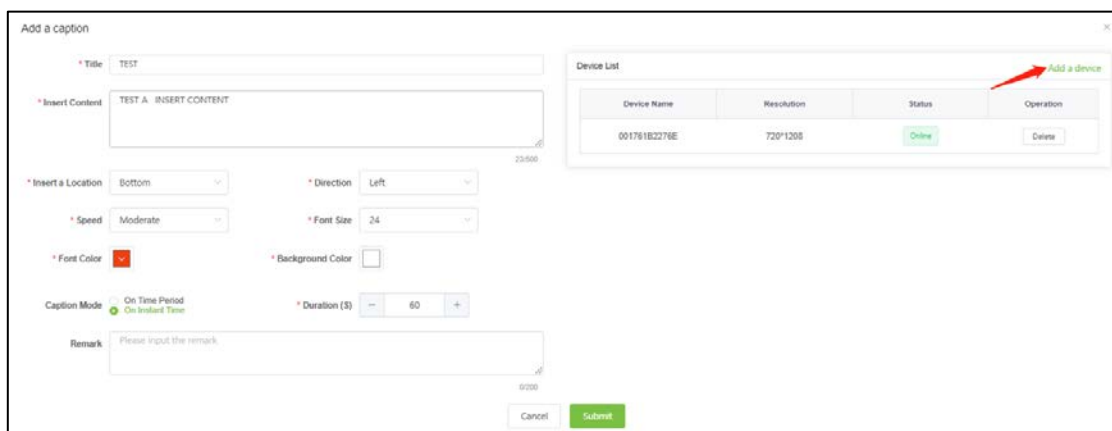 Add a caption
* Title TEST
* Insert Content TEST A INSERT CONTENT
23/600
* Insert a Location Bottom * Direction Left
* Speed Moderate * Font Size 24
* Font Color * Background Color
Caption Mode On Time Period
On Instant Time
* Duration (S) − 60 +
Remark Please input the remark
0/200
Device List Add a device
Device Name Resolution Status Operation
001761B2276E 720*1208 Online Delete
Cancel Submit